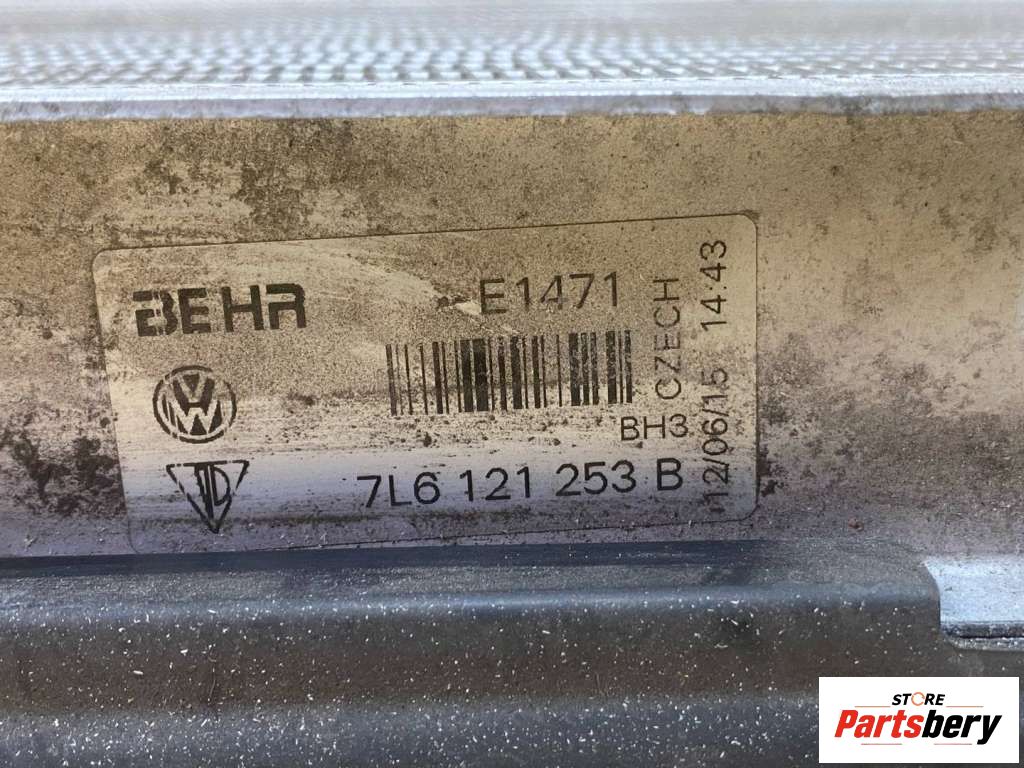 BEHR
E1471
CZECH
12/06/15 14:43
BH3
7L6 121 253 B
STORE
Partsbery